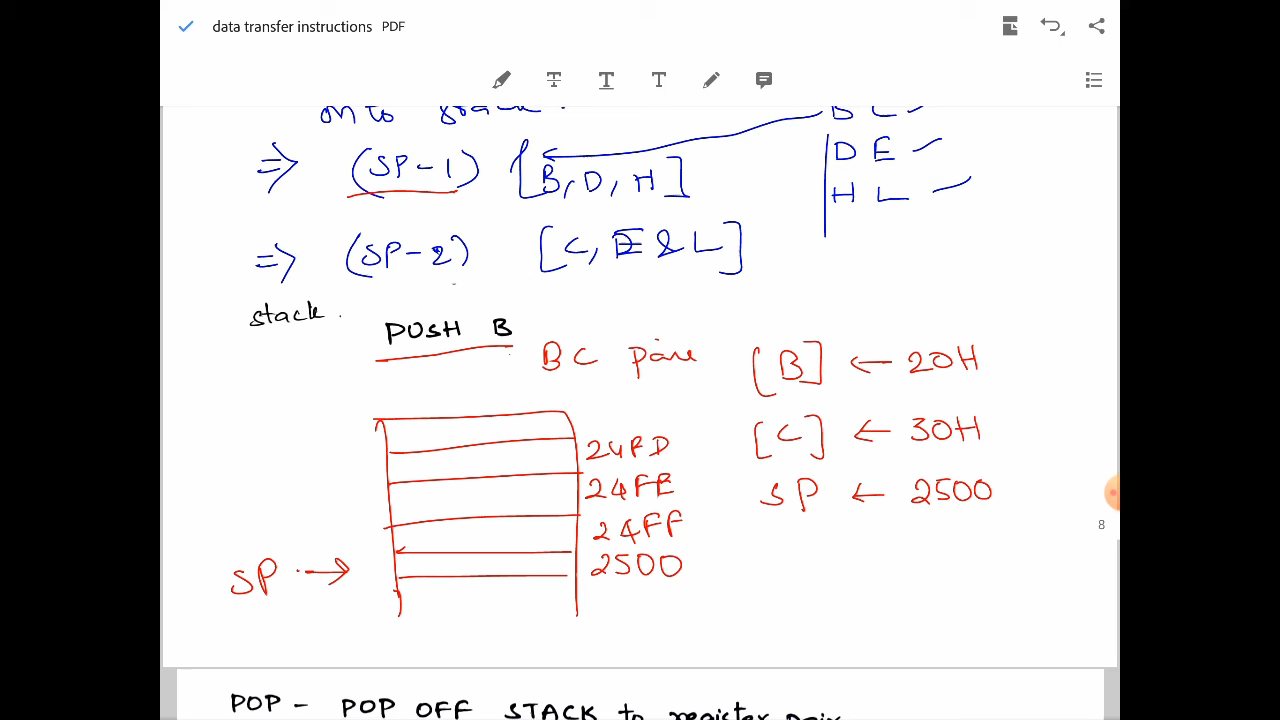 data transfer instructions PDF
onto stack.
⇒ (SP-1) [B, D, H]
D E
H L
⇒ (SP-2) [C, E & L]
stack.
PUSH B
BC paire [B] ← 20H
[C] ← 30H
SP ← 2500
24FD
24FE
24FF
2500
SP →
8
POP - POP OFF STACK to register pair